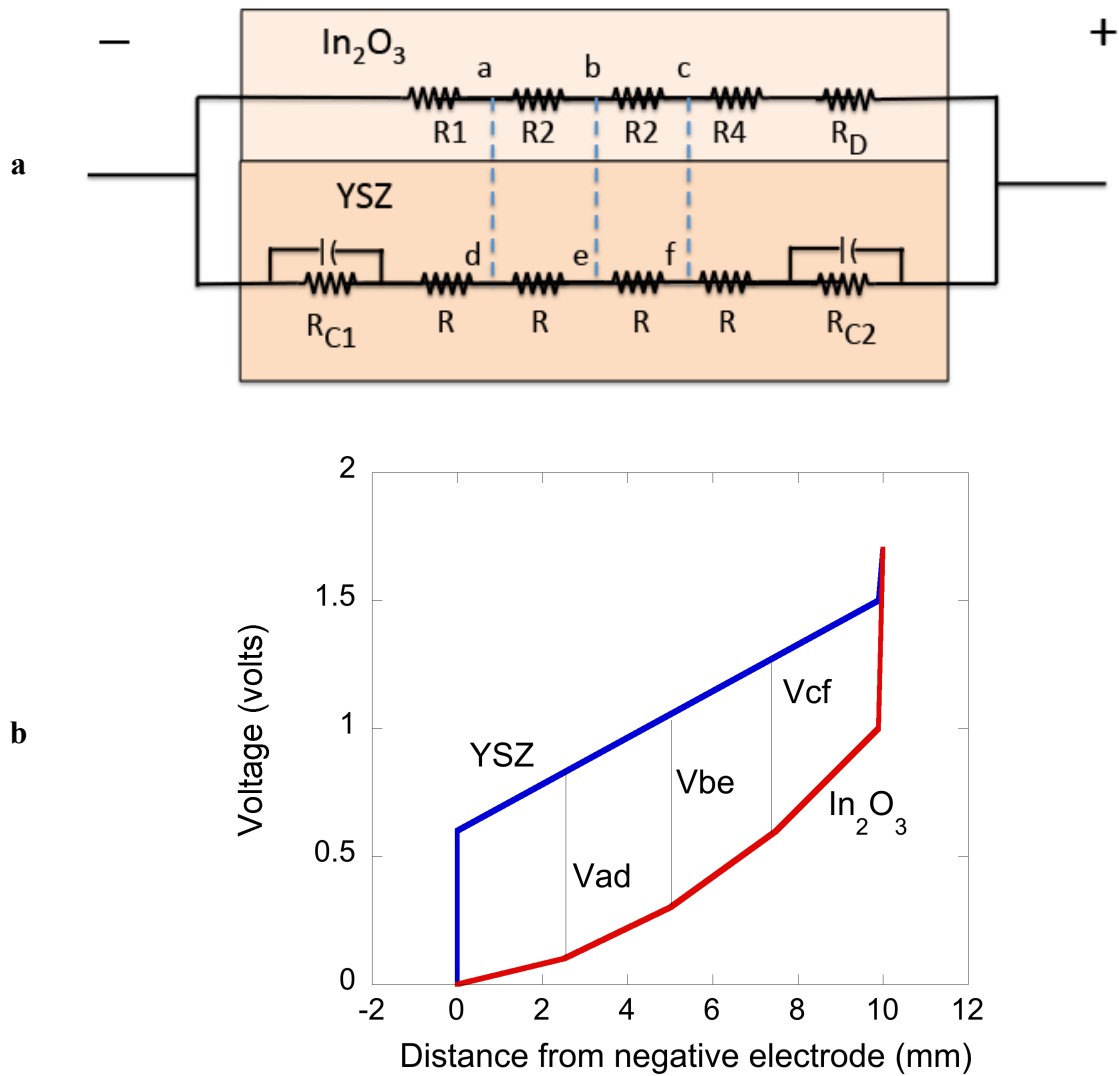 − +
In2O3
a b c
R1 R2 R2 R4 RD
a
YSZ
d e f
RC1 R R R R RC2
2
1.5
1
0.5
0
Voltage (volts)
b
YSZ
Vcf
Vbe
In2O3
Vad
-2 0 2 4 6 8 10 12
Distance from negative electrode (mm)